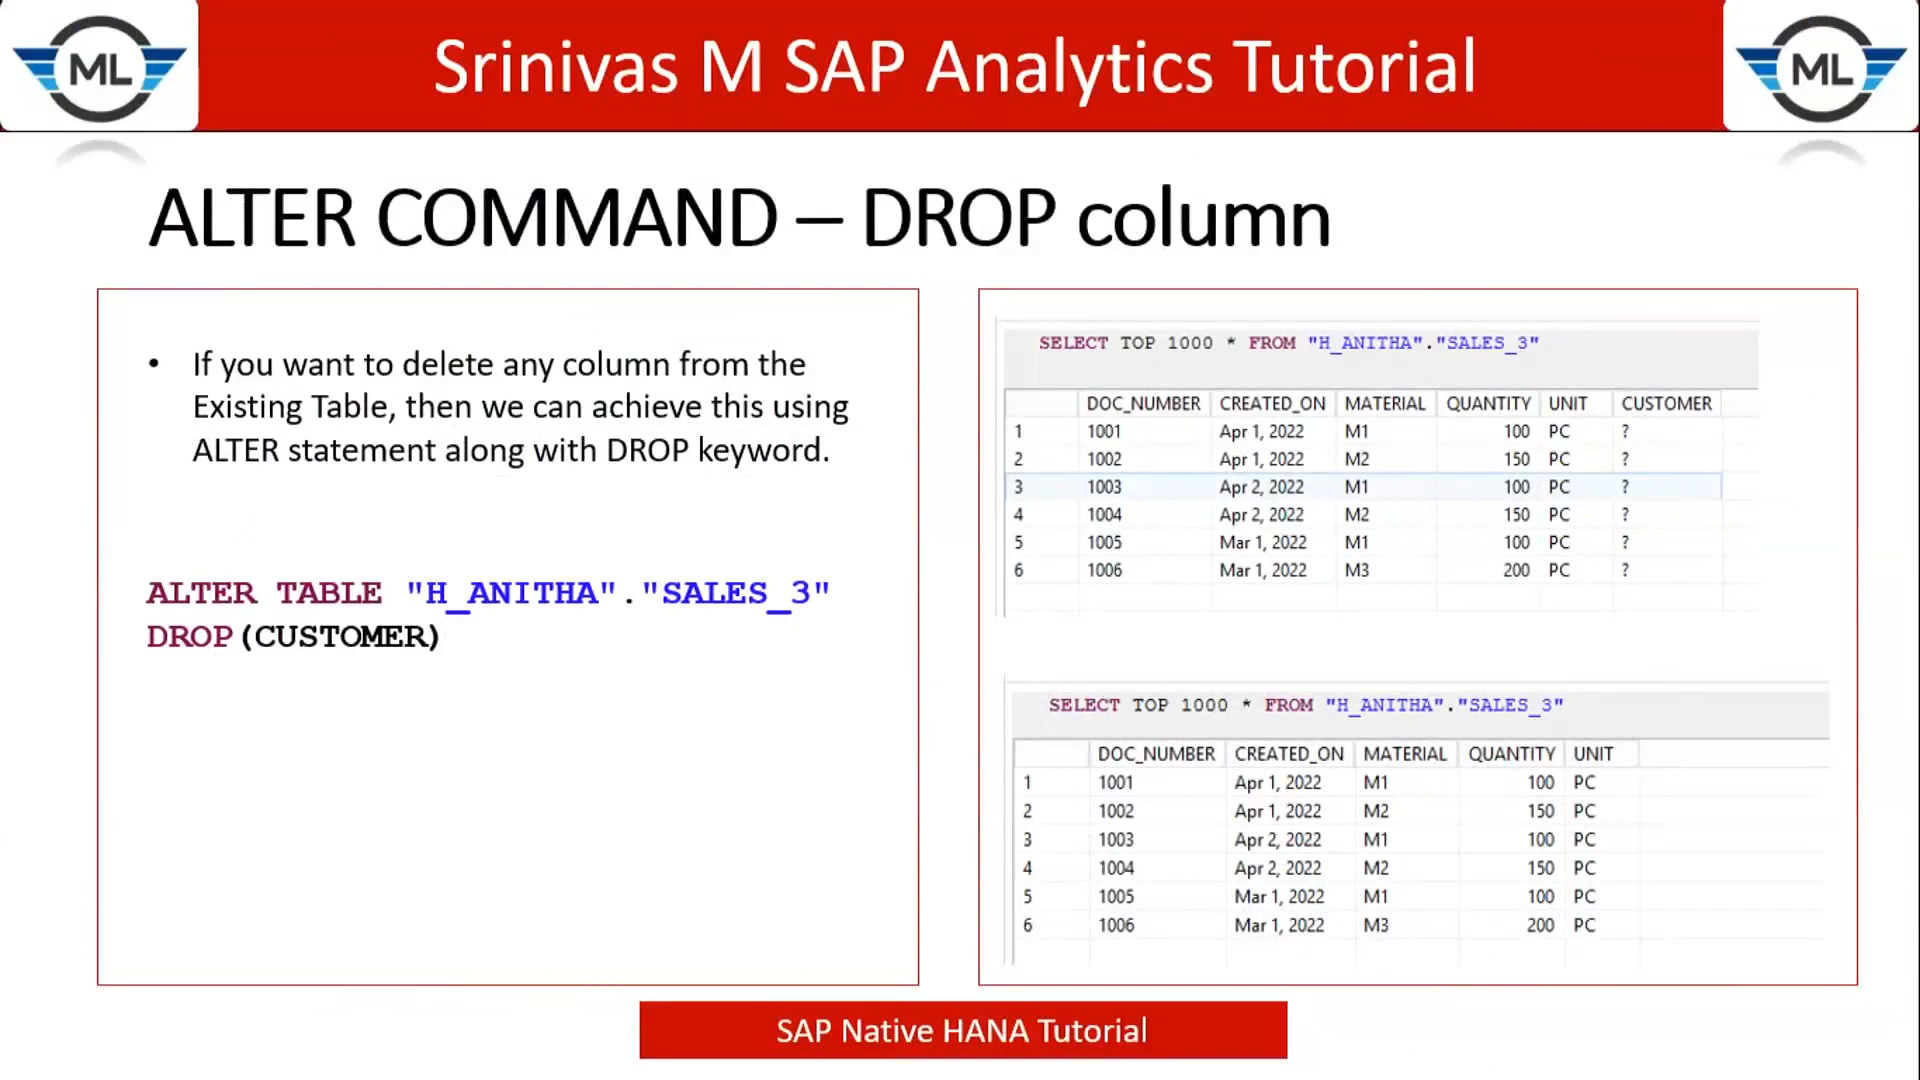 ML
Srinivas M SAP Analytics Tutorial
ML
ALTER COMMAND – DROP column
• If you want to delete any column from the
Existing Table, then we can achieve this using
ALTER statement along with DROP keyword.
ALTER TABLE "H_ANITHA"."SALES_3"
DROP(CUSTOMER)
SELECT TOP 1000 * FROM "H_ANITHA"."SALES_3"
DOC_NUMBER CREATED_ON MATERIAL QUANTITY UNIT CUSTOMER
1 1001 Apr 1, 2022 M1 100 PC ?
2 1002 Apr 1, 2022 M2 150 PC ?
3 1003 Apr 2, 2022 M1 100 PC ?
4 1004 Apr 2, 2022 M2 150 PC ?
5 1005 Mar 1, 2022 M1 100 PC ?
6 1006 Mar 1, 2022 M3 200 PC ?
SELECT TOP 1000 * FROM "H_ANITHA"."SALES_3"
DOC_NUMBER CREATED_ON MATERIAL QUANTITY UNIT
1 1001 Apr 1, 2022 M1 100 PC
2 1002 Apr 1, 2022 M2 150 PC
3 1003 Apr 2, 2022 M1 100 PC
4 1004 Apr 2, 2022 M2 150 PC
5 1005 Mar 1, 2022 M1 100 PC
6 1006 Mar 1, 2022 M3 200 PC
SAP Native HANA Tutorial